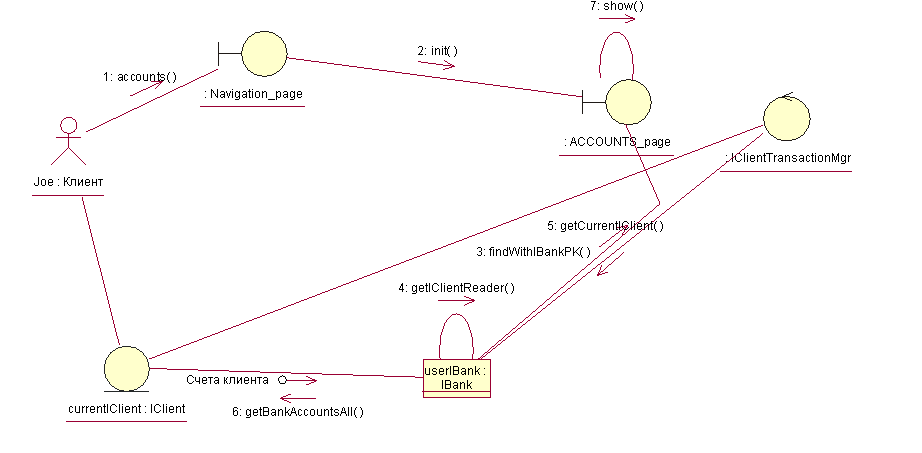 7: show( )
2: init( )
1: accounts( )
: Navigation_page
: ACCOUNTS_page
: IClientTransactionMgr
Joe : Клиент
5: getCurrentIClient( )
3: findWithIBankPK( )
4: getIClientReader( )
userIBank :
IBank
Счета клиента
6: getBankAccountsAll( )
currentIClient : IClient